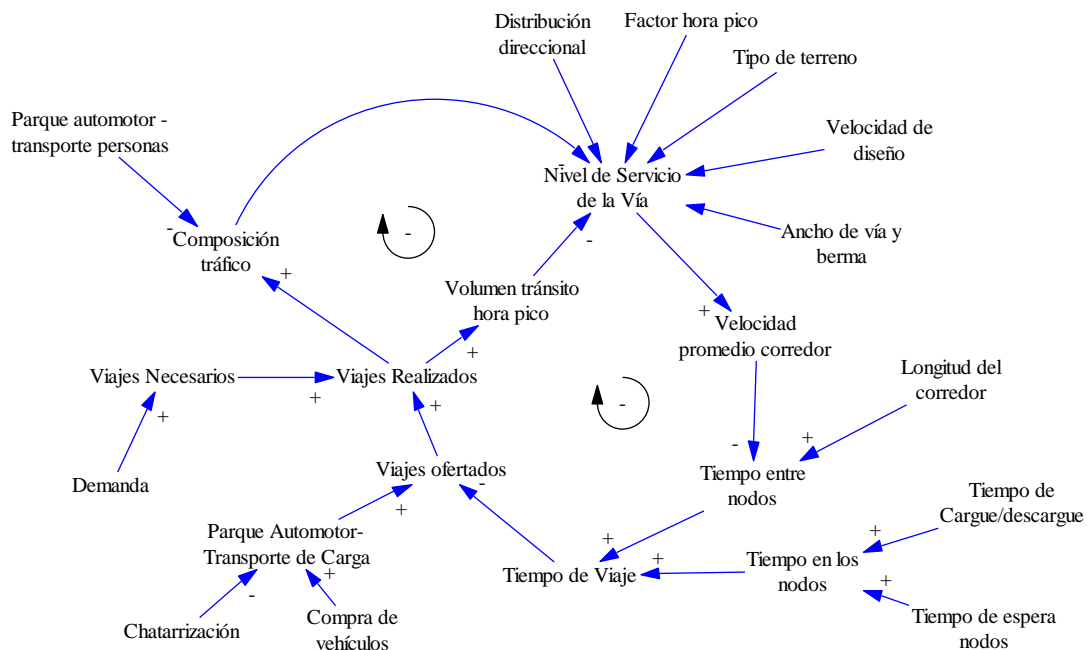 Distribución
direccional
Factor hora pico
Tipo de terreno
Parque automotor -
transporte personas
Velocidad de
diseño
-
Nivel de Servicio
de la Vía
-
Composición
tráfico
-
-
Ancho de vía y
berma
+
Volumen tránsito
hora pico
+
Velocidad
promedio corredor
+
Viajes Necesarios
+
Viajes Realizados
Longitud del
corredor
+
+
-
-
+
Demanda
Viajes ofertados
-
Tiempo entre
nodos
Tiempo de
Cargue/descargue
+
Parque Automotor-
Transporte de Carga
+
+
+
Tiempo de Viaje
+
Tiempo en los
nodos
+
-
Chatarrización
Compra de
vehículos
+
Tiempo de espera
nodos